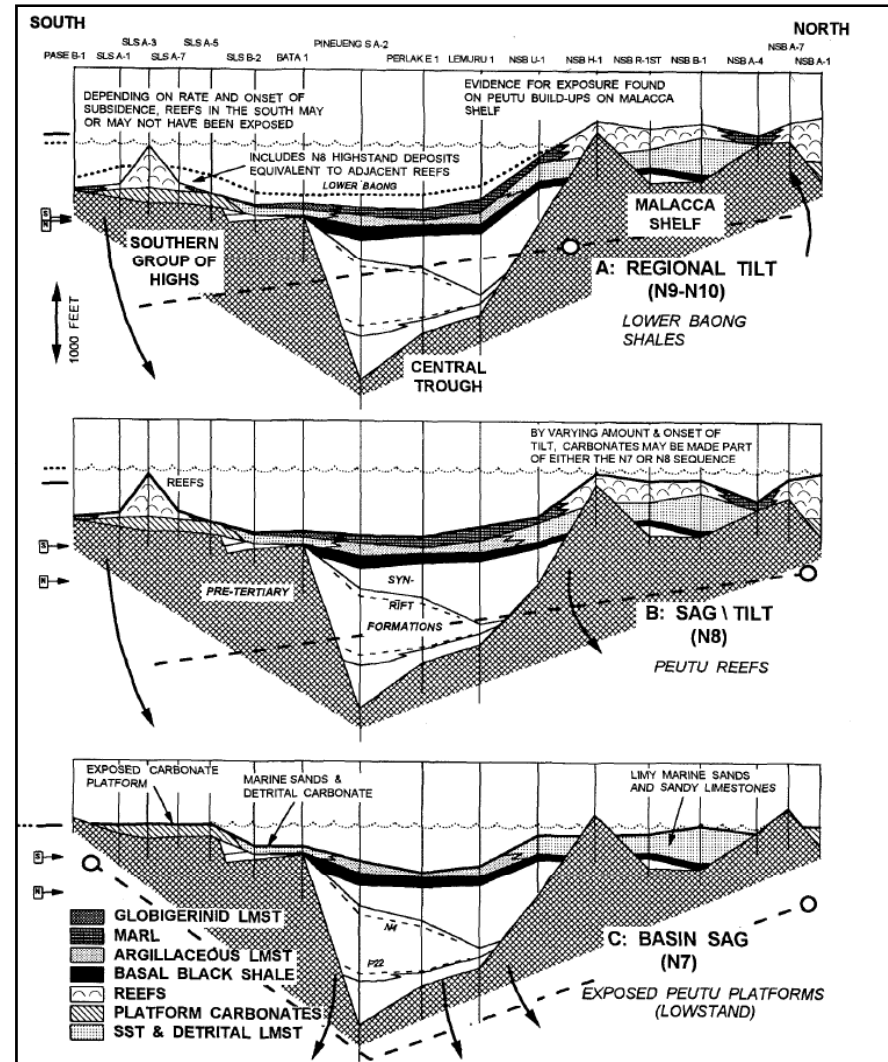 SOUTH
NORTH
PASE B-1
SLS A-1
SLS A-3
SLS A-7
SLS A-5
SLS B-2
BATA 1
PINEUENG S A-2
PERLAKE 1
LEMURU 1
NSB U-1
NSB H-1
NSB R-1ST
NSB B-1
NSB A-4
NSB A-7
NSB A-1
DEPENDING ON RATE AND ONSET OF
SUBSIDENCE, REEFS IN THE SOUTH MAY
OR MAY NOT HAVE BEEN EXPOSED
EVIDENCE FOR EXPOSURE FOUND
ON PEUTU BUILD-UPS ON MALACCA
SHELF
INCLUDES N8 HIGHSTAND DEPOSITS
EQUIVALENT TO ADJACENT REEFS
LOWER BAONG
S
N
SOUTHERN
GROUP OF
HIGHS
MALACCA
SHELF
1000 FEET
CENTRAL
TROUGH
A: REGIONAL TILT
(N9-N10)
LOWER BAONG
SHALES
REEFS
BY VARYING AMOUNT & ONSET OF
TILT, CARBONATES MAY BE MADE PART
OF EITHER THE N7 OR N8 SEQUENCE
S
N
PRE-TERTIARY
SYN-
RIFT
FORMATIONS
B: SAG \ TILT
(N8)
PEUTU REEFS
EXPOSED CARBONATE
PLATFORM
MARINE SANDS &
DETRITAL CARBONATE
LIMY MARINE SANDS
AND SANDY LIMESTONES
S
N
N4
P22
GLOBIGERINID LMST
MARL
ARGILLACEOUS LMST
BASAL BLACK SHALE
REEFS
PLATFORM CARBONATES
SST & DETRITAL LMST
C: BASIN SAG
(N7)
EXPOSED PEUTU PLATFORMS
(LOWSTAND)